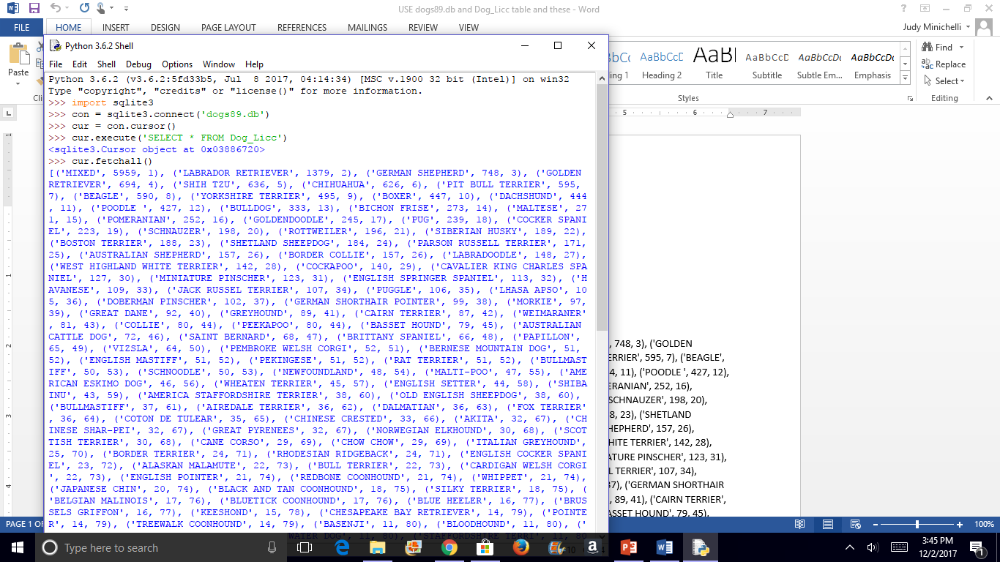 USE dogs89.db and Dog_Licc table and these - Word
FILE HOME INSERT DESIGN PAGE LAYOUT REFERENCES MAILINGS REVIEW VIEW Judy Minichelli
Paste
Heading 2 Title Subtitle Subtle Em... Emphasis
AaBbCcD AaBbCcD AaBbCcDc AaBbCcDc
Styles
Find
Replace
Select
Editing
5 6 7
Python 3.6.2 Shell
File Edit Shell Debug Options Window Help
Python 3.6.2 (v3.6.2:5fd33b5, Jul  8 2017, 04:14:34) [MSC v.1900 32 bit (Intel)] on win32
Type "copyright", "credits" or "license()" for more information.
>>> import sqlite3
>>> con = sqlite3.connect('dogs89.db')
>>> cur = con.cursor()
>>> cur.execute('SELECT * FROM Dog_Licc')
<sqlite3.Cursor object at 0x03886720>
>>> cur.fetchall()
[('MIXED', 5959, 1), ('LABRADOR RETRIEVER', 1379, 2), ('GERMAN SHEPHERD', 748, 3), ('GOLDEN
RETRIEVER', 694, 4), ('SHIH TZU', 636, 5), ('CHIHUAHUA', 626, 6), ('PIT BULL TERRIER', 595,
7), ('BEAGLE', 590, 8), ('YORKSHIRE TERRIER', 495, 9), ('BOXER', 447, 10), ('DACHSHUND', 444
, 11), ('POODLE ', 427, 12), ('BULLDOG', 333, 13), ('BICHON FRISE', 273, 14), ('MALTESE', 27
1, 15), ('POMERANIAN', 252, 16), ('GOLDENDOODLE', 245, 17), ('PUG', 239, 18), ('COCKER SPANI
EL', 223, 19), ('SCHNAUZER', 198, 20), ('ROTTWEILER', 196, 21), ('SIBERIAN HUSKY', 189, 22),
('BOSTON TERRIER', 188, 23), ('SHETLAND SHEEPDOG', 184, 24), ('PARSON RUSSELL TERRIER', 171,
25), ('AUSTRALIAN SHEPHERD', 157, 26), ('BORDER COLLIE', 157, 26), ('LABRADOODLE', 148, 27),
('WEST HIGHLAND WHITE TERRIER', 142, 28), ('COCKAPOO', 140, 29), ('CAVALIER KING CHARLES SPA
NIEL', 127, 30), ('MINIATURE PINSCHER', 123, 31), ('ENGLISH SPRINGER SPANIEL', 113, 32), ('H
AVANESE', 109, 33), ('JACK RUSSEL TERRIER', 107, 34), ('PUGGLE', 106, 35), ('LHASA APSO', 10
5, 36), ('DOBERMAN PINSCHER', 102, 37), ('GERMAN SHORTHAIR POINTER', 99, 38), ('MORKIE', 97,
39), ('GREAT DANE', 92, 40), ('GREYHOUND', 89, 41), ('CAIRN TERRIER', 87, 42), ('WEIMARANER'
, 81, 43), ('COLLIE', 80, 44), ('PEEKAPOO', 80, 44), ('BASSET HOUND', 79, 45), ('AUSTRALIAN
CATTLE DOG', 72, 46), ('SAINT BERNARD', 68, 47), ('BRITTANY SPANIEL', 66, 48), ('PAPILLON',
65, 49), ('VIZSLA', 64, 50), ('PEMBROKE WELSH CORGI', 52, 51), ('BERNESE MOUNTAIN DOG', 51,
52), ('ENGLISH MASTIFF', 51, 52), ('PEKINGESE', 51, 52), ('RAT TERRIER', 51, 52), ('BULLMAST
IFF', 50, 53), ('SCHNOODLE', 50, 53), ('NEWFOUNDLAND', 48, 54), ('MALTI-POO', 47, 55), ('AME
RICAN ESKIMO DOG', 46, 56), ('WHEATEN TERRIER', 45, 57), ('ENGLISH SETTER', 44, 58), ('SHIBA
INU', 43, 59), ('AMERICA STAFFORDSHIRE TERRIER', 38, 60), ('OLD ENGLISH SHEEPDOG', 38, 60),
('BULLMASTIFF', 37, 61), ('AIREDALE TERRIER', 36, 62), ('DALMATIAN', 36, 63), ('FOX TERRIER'
, 36, 64), ('COTON DE TULEAR', 35, 65), ('CHINESE CRESTED', 33, 66), ('AKITA', 32, 67), ('CH
INESE SHAR-PEI', 32, 67), ('GREAT PYRENEES', 32, 67), ('NORWEGIAN ELKHOUND', 30, 68), ('SCOT
TISH TERRIER', 30, 68), ('CANE CORSO', 29, 69), ('CHOW CHOW', 29, 69), ('ITALIAN GREYHOUND',
25, 70), ('BORDER TERRIER', 24, 71), ('RHODESIAN RIDGEBACK', 24, 71), ('ENGLISH COCKER SPANI
EL', 23, 72), ('ALASKAN MALAMUTE', 22, 73), ('BULL TERRIER', 22, 73), ('CARDIGAN WELSH CORGI
', 22, 73), ('ENGLISH POINTER', 21, 74), ('REDBONE COONHOUND', 21, 74), ('WHIPPET', 21, 74),
('JAPANESE CHIN', 20, 74), ('BLACK AND TAN COONHOUND', 18, 75), ('SILKY TERRIER', 18, 75), (
'BELGIAN MALINOIS', 17, 76), ('BLUETICK COONHOUND', 17, 76), ('BLUE HEELER', 16, 77), ('BRUS
SELS GRIFFON', 16, 77), ('KEESHOND', 15, 78), ('CHESAPEAKE BAY RETRIEVER', 14, 79), ('POINTE
R', 14, 79), ('TREEWALK COONHOUND', 14, 79), ('BASENJI', 11, 80), ('BLOODHOUND', 11, 80), ('
WATER DOG', 11, 80), ('STAFFORDSHIRE TERRI', 11, 80
, 748, 3), ('GOLDEN
ERRIER', 595, 7), ('BEAGLE',
4, 11), ('POODLE ', 427, 12),
ERANIAN', 252, 16),
SCHNAUZER', 198, 20),
8, 23), ('SHETLAND
HEPHERD', 157, 26),
HITE TERRIER', 142, 28),
ATURE PINSCHER', 123, 31),
L TERRIER', 107, 34),
37), ('GERMAN SHORTHAIR
, 89, 41), ('CAIRN TERRIER',
ASSET HOUND', 79, 45),
PAGE 1 OF
100%
Type here to search
3:45 PM
12/2/2017